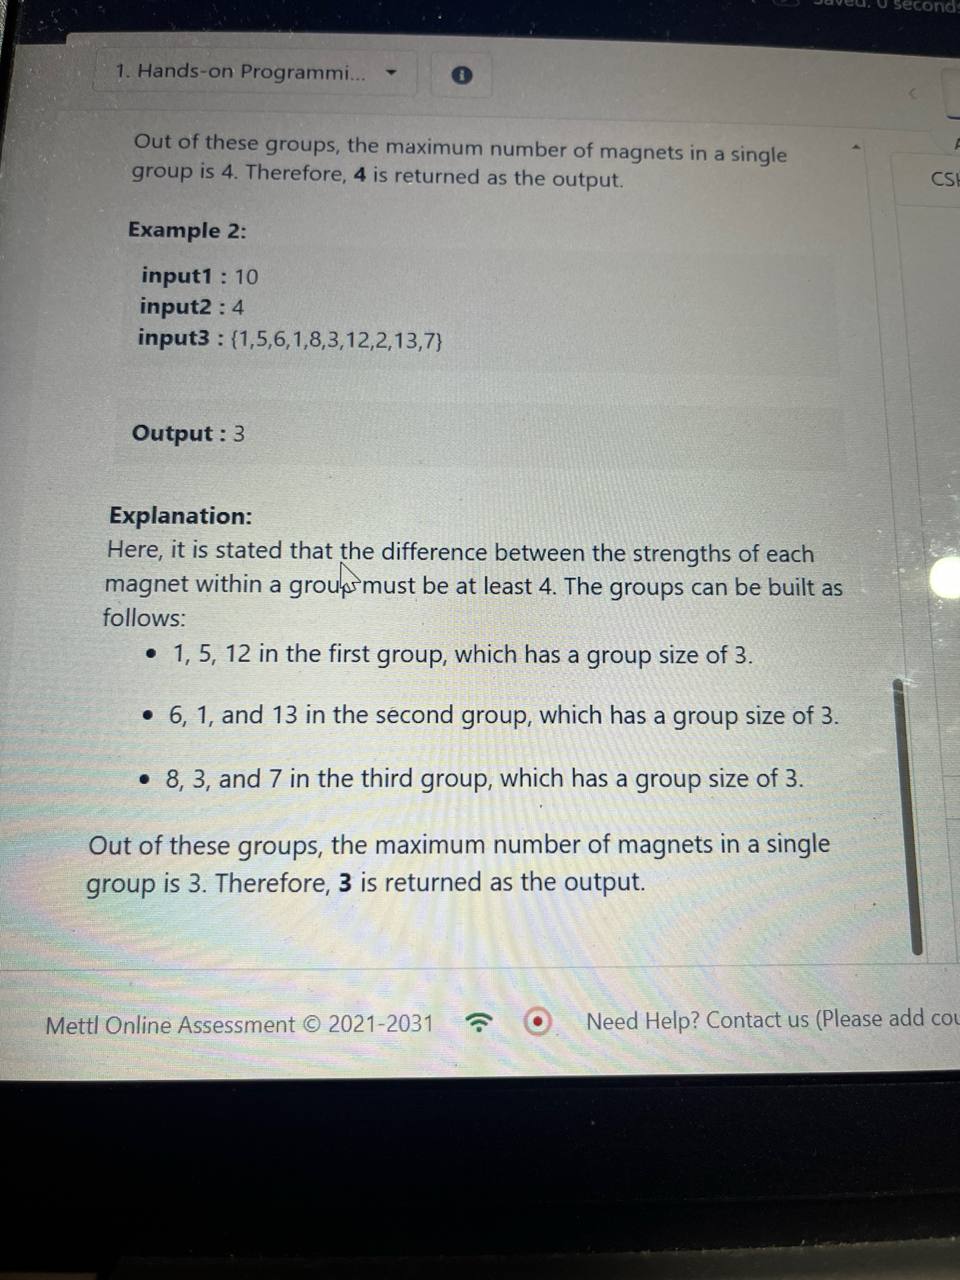 Saved: 0 second
1. Hands-on Programmi...
Out of these groups, the maximum number of magnets in a single
group is 4. Therefore, 4 is returned as the output.
Example 2:
input1 : 10
input2 : 4
input3 : {1,5,6,1,8,3,12,2,13,7}
Output : 3
Explanation:
Here, it is stated that the difference between the strengths of each
magnet within a group must be at least 4. The groups can be built as
follows:
• 1, 5, 12 in the first group, which has a group size of 3.
• 6, 1, and 13 in the second group, which has a group size of 3.
• 8, 3, and 7 in the third group, which has a group size of 3.
Out of these groups, the maximum number of magnets in a single
group is 3. Therefore, 3 is returned as the output.
Mettl Online Assessment © 2021-2031
Need Help? Contact us (Please add cou